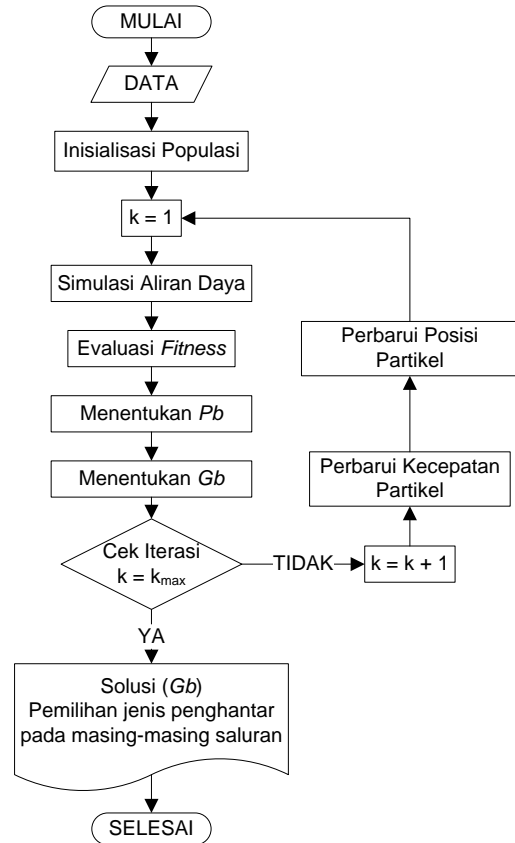 MULAI
DATA
Inisialisasi Populasi
k = 1
Simulasi Aliran Daya
Evaluasi Fitness
Menentukan Pb
Menentukan Gb
Cek Iterasi
k = kmax
TIDAK
k = k + 1
Perbarui Kecepatan
Partikel
Perbarui Posisi
Partikel
YA
Solusi (Gb)
Pemilihan jenis penghantar
pada masing-masing saluran
SELESAI